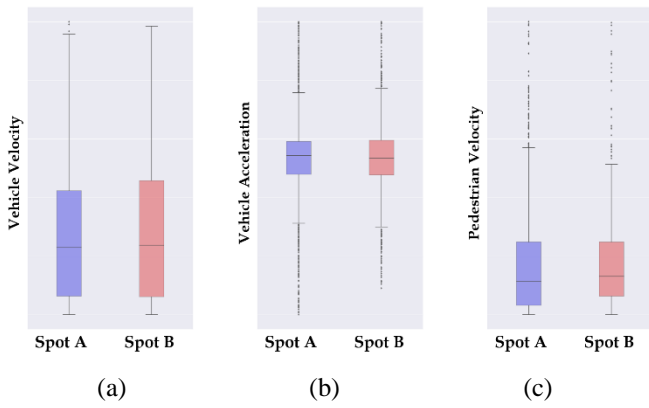 Vehicle Velocity
Spot A Spot B
(a)
Vehicle Acceleration
Spot A Spot B
(b)
Pedestrian Velocity
Spot A Spot B
(c)